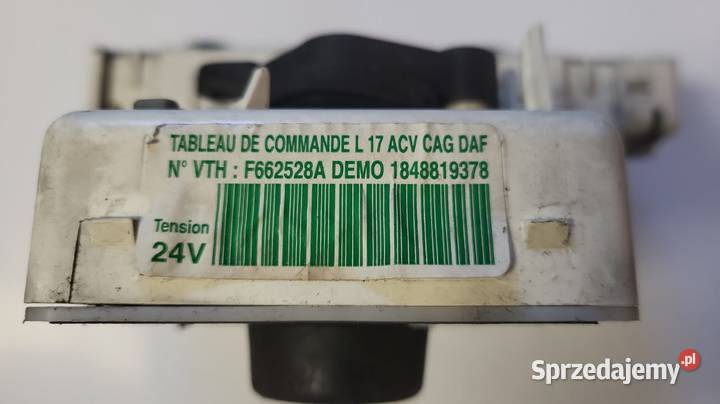 TABLEAU DE COMMANDE L 17 ACV CAG DAF
N° VTH : F662528A DEMO 1848819378
Tension
24V
Sprzedajemy.pl